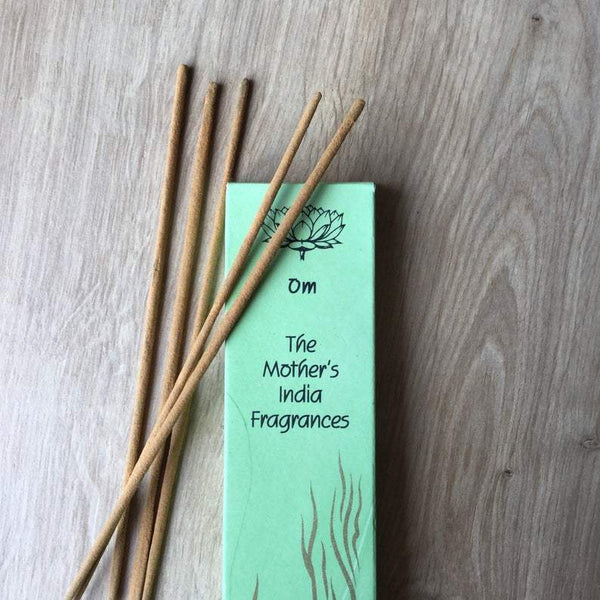 Om
The
Mother's
India
Fragrances